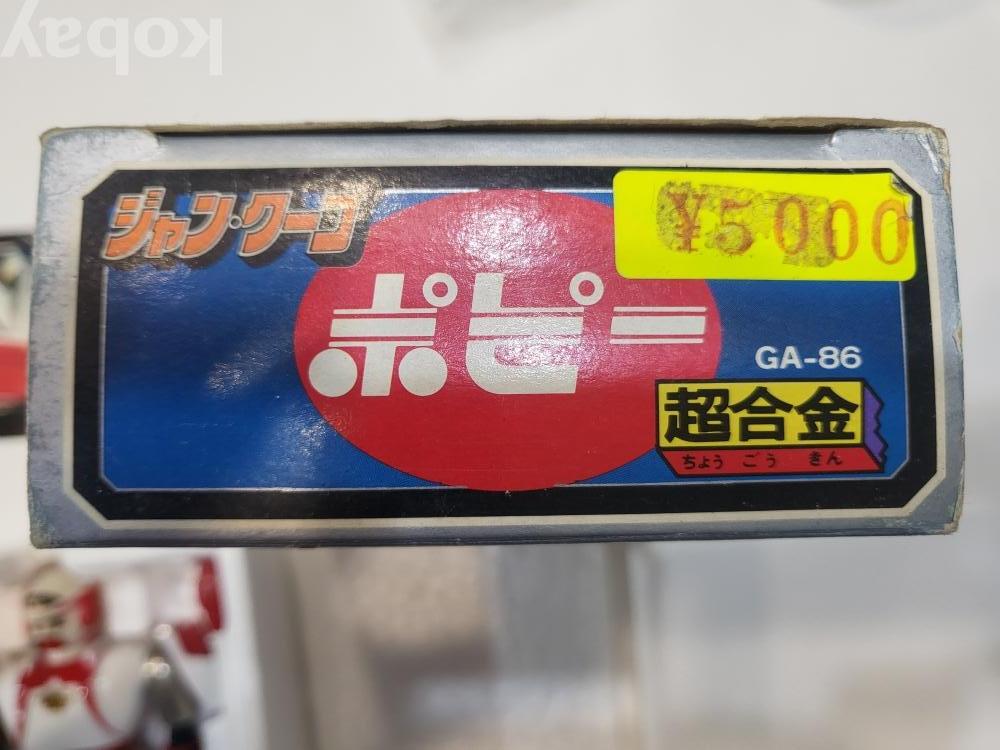 kobay
ジャン・クーゴ
¥5000
ポピー
GA-86
超合金
ちょう ごう きん